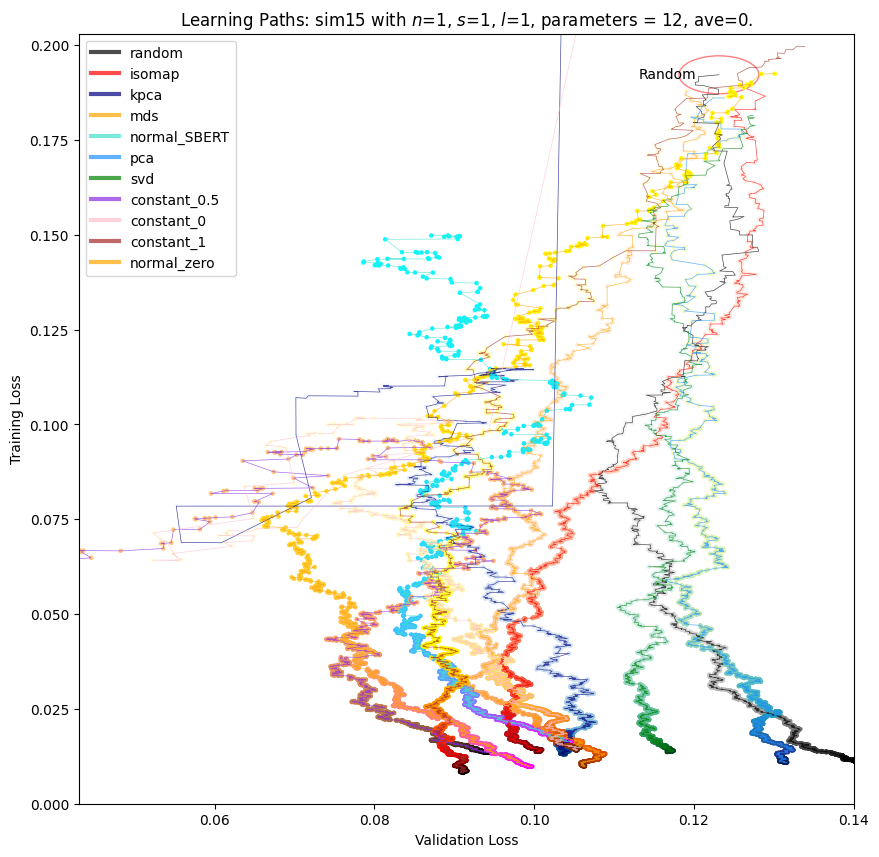 Learning Paths: sim15 with n=1, s=1, l=1, parameters = 12, ave=0.
0.200
0.175
0.150
0.125
0.100
0.075
0.050
0.025
0.000
Training Loss
random
isomap
kpca
mds
normal_SBERT
pca
svd
constant_0.5
constant_0
constant_1
normal_zero
Random
0.06
0.08
0.10
0.12
0.14
Validation Loss